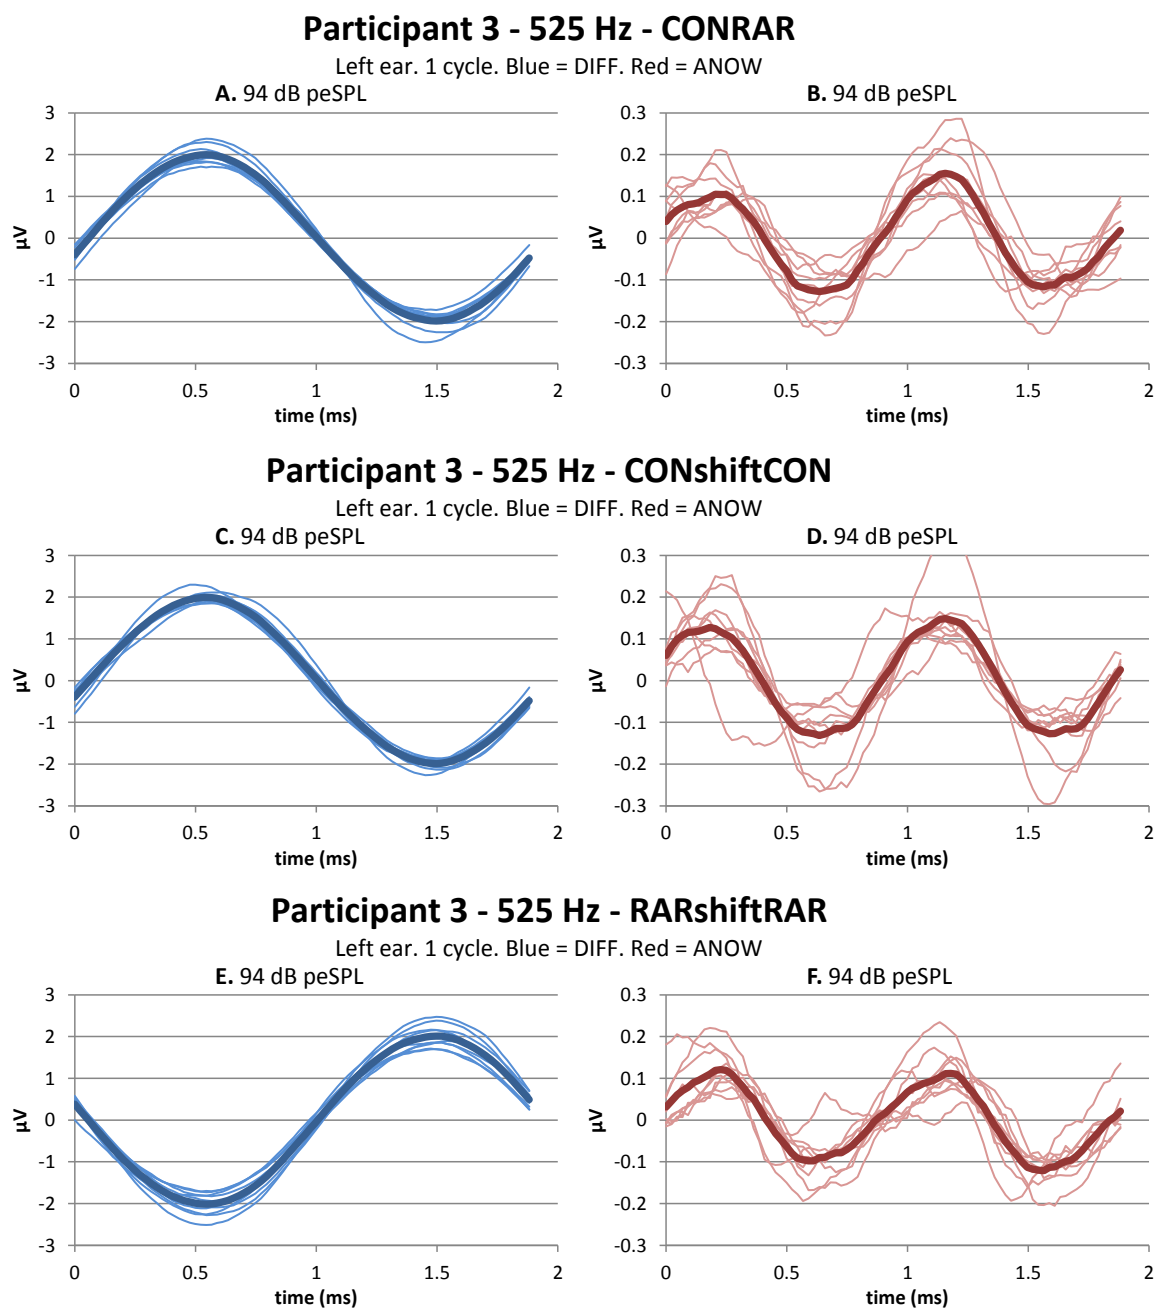 Participant 3 - 525 Hz - CONRAR
Left ear. 1 cycle. Blue = DIFF. Red = ANOW
A. 94 dB peSPL
3
2
1
0
-1
-2
-3
µV
0 0.5 1 1.5 2
time (ms)
B. 94 dB peSPL
0.3
0.2
0.1
0
-0.1
-0.2
-0.3
µV
0 0.5 1 1.5 2
time (ms)
Participant 3 - 525 Hz - CONshiftCON
Left ear. 1 cycle. Blue = DIFF. Red = ANOW
C. 94 dB peSPL
3
2
1
0
-1
-2
-3
µV
0 0.5 1 1.5 2
time (ms)
D. 94 dB peSPL
0.3
0.2
0.1
0
-0.1
-0.2
-0.3
µV
0 0.5 1 1.5 2
time (ms)
Participant 3 - 525 Hz - RARshiftRAR
Left ear. 1 cycle. Blue = DIFF. Red = ANOW
E. 94 dB peSPL
3
2
1
0
-1
-2
-3
µV
0 0.5 1 1.5 2
time (ms)
F. 94 dB peSPL
0.3
0.2
0.1
0
-0.1
-0.2
-0.3
µV
0 0.5 1 1.5 2
time (ms)